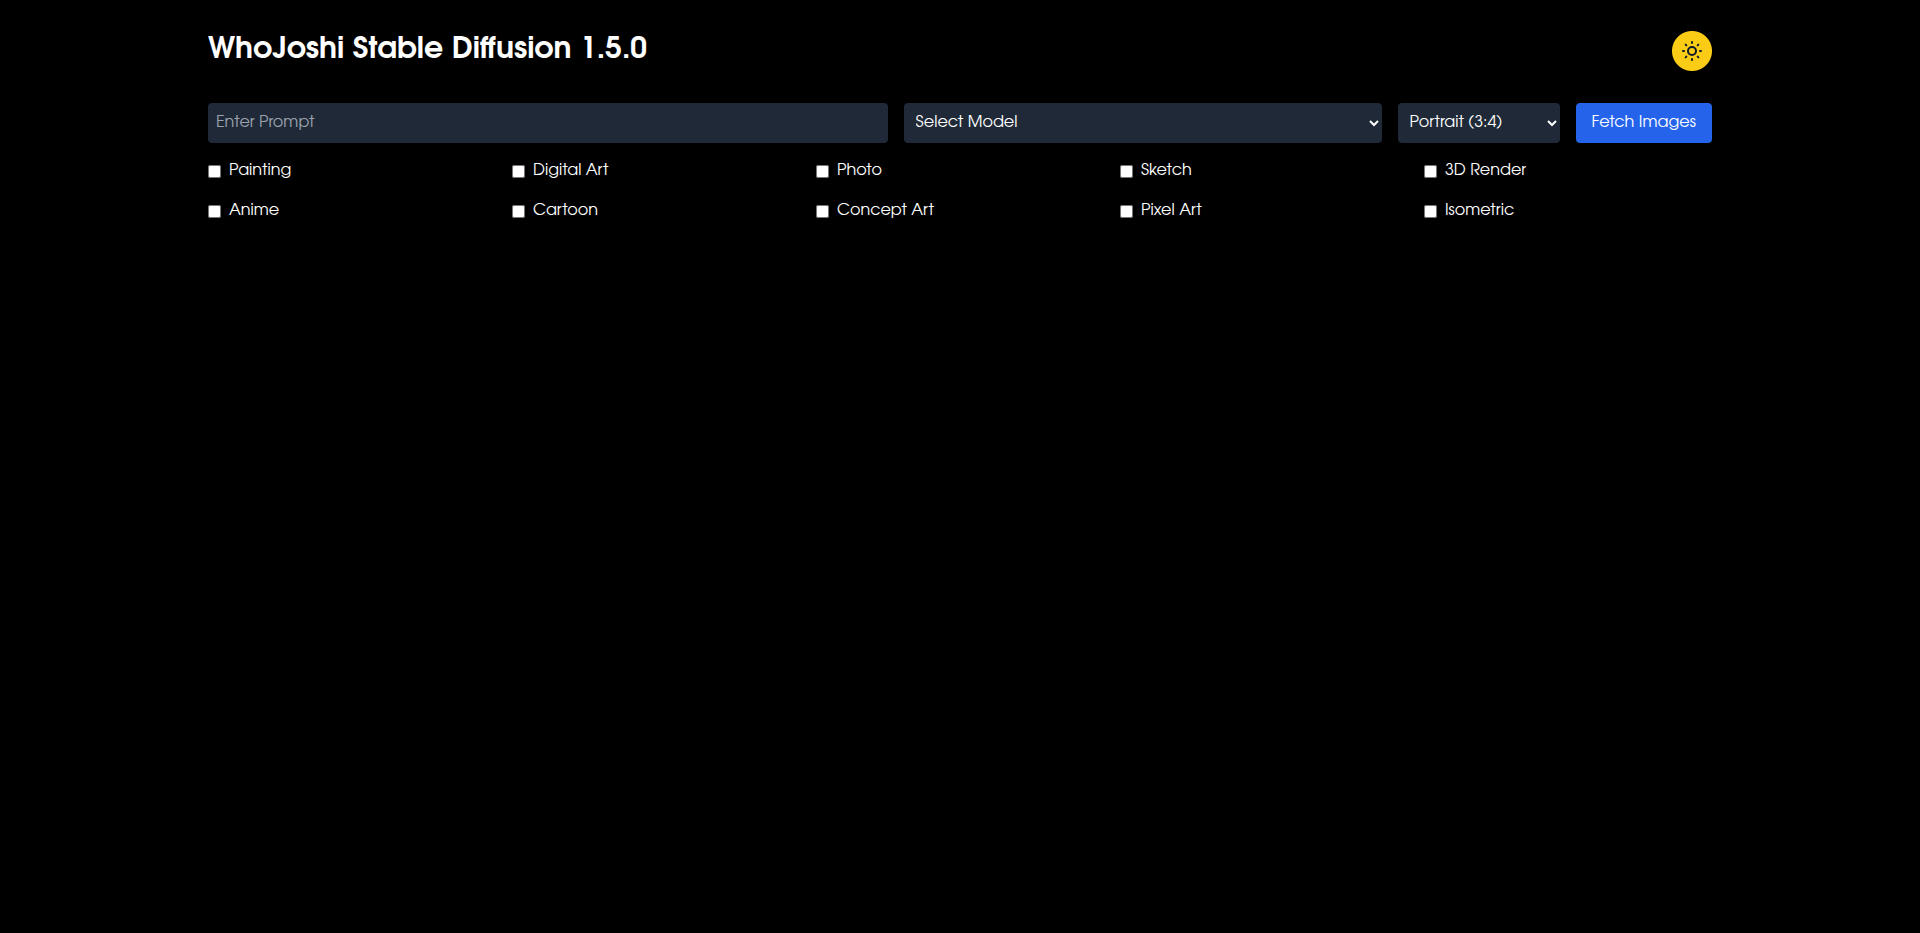 WhoJoshi Stable Diffusion 1.5.0
Enter Prompt Select Model Portrait (3:4) Fetch Images
Painting Digital Art Photo Sketch 3D Render
Anime Cartoon Concept Art Pixel Art Isometric